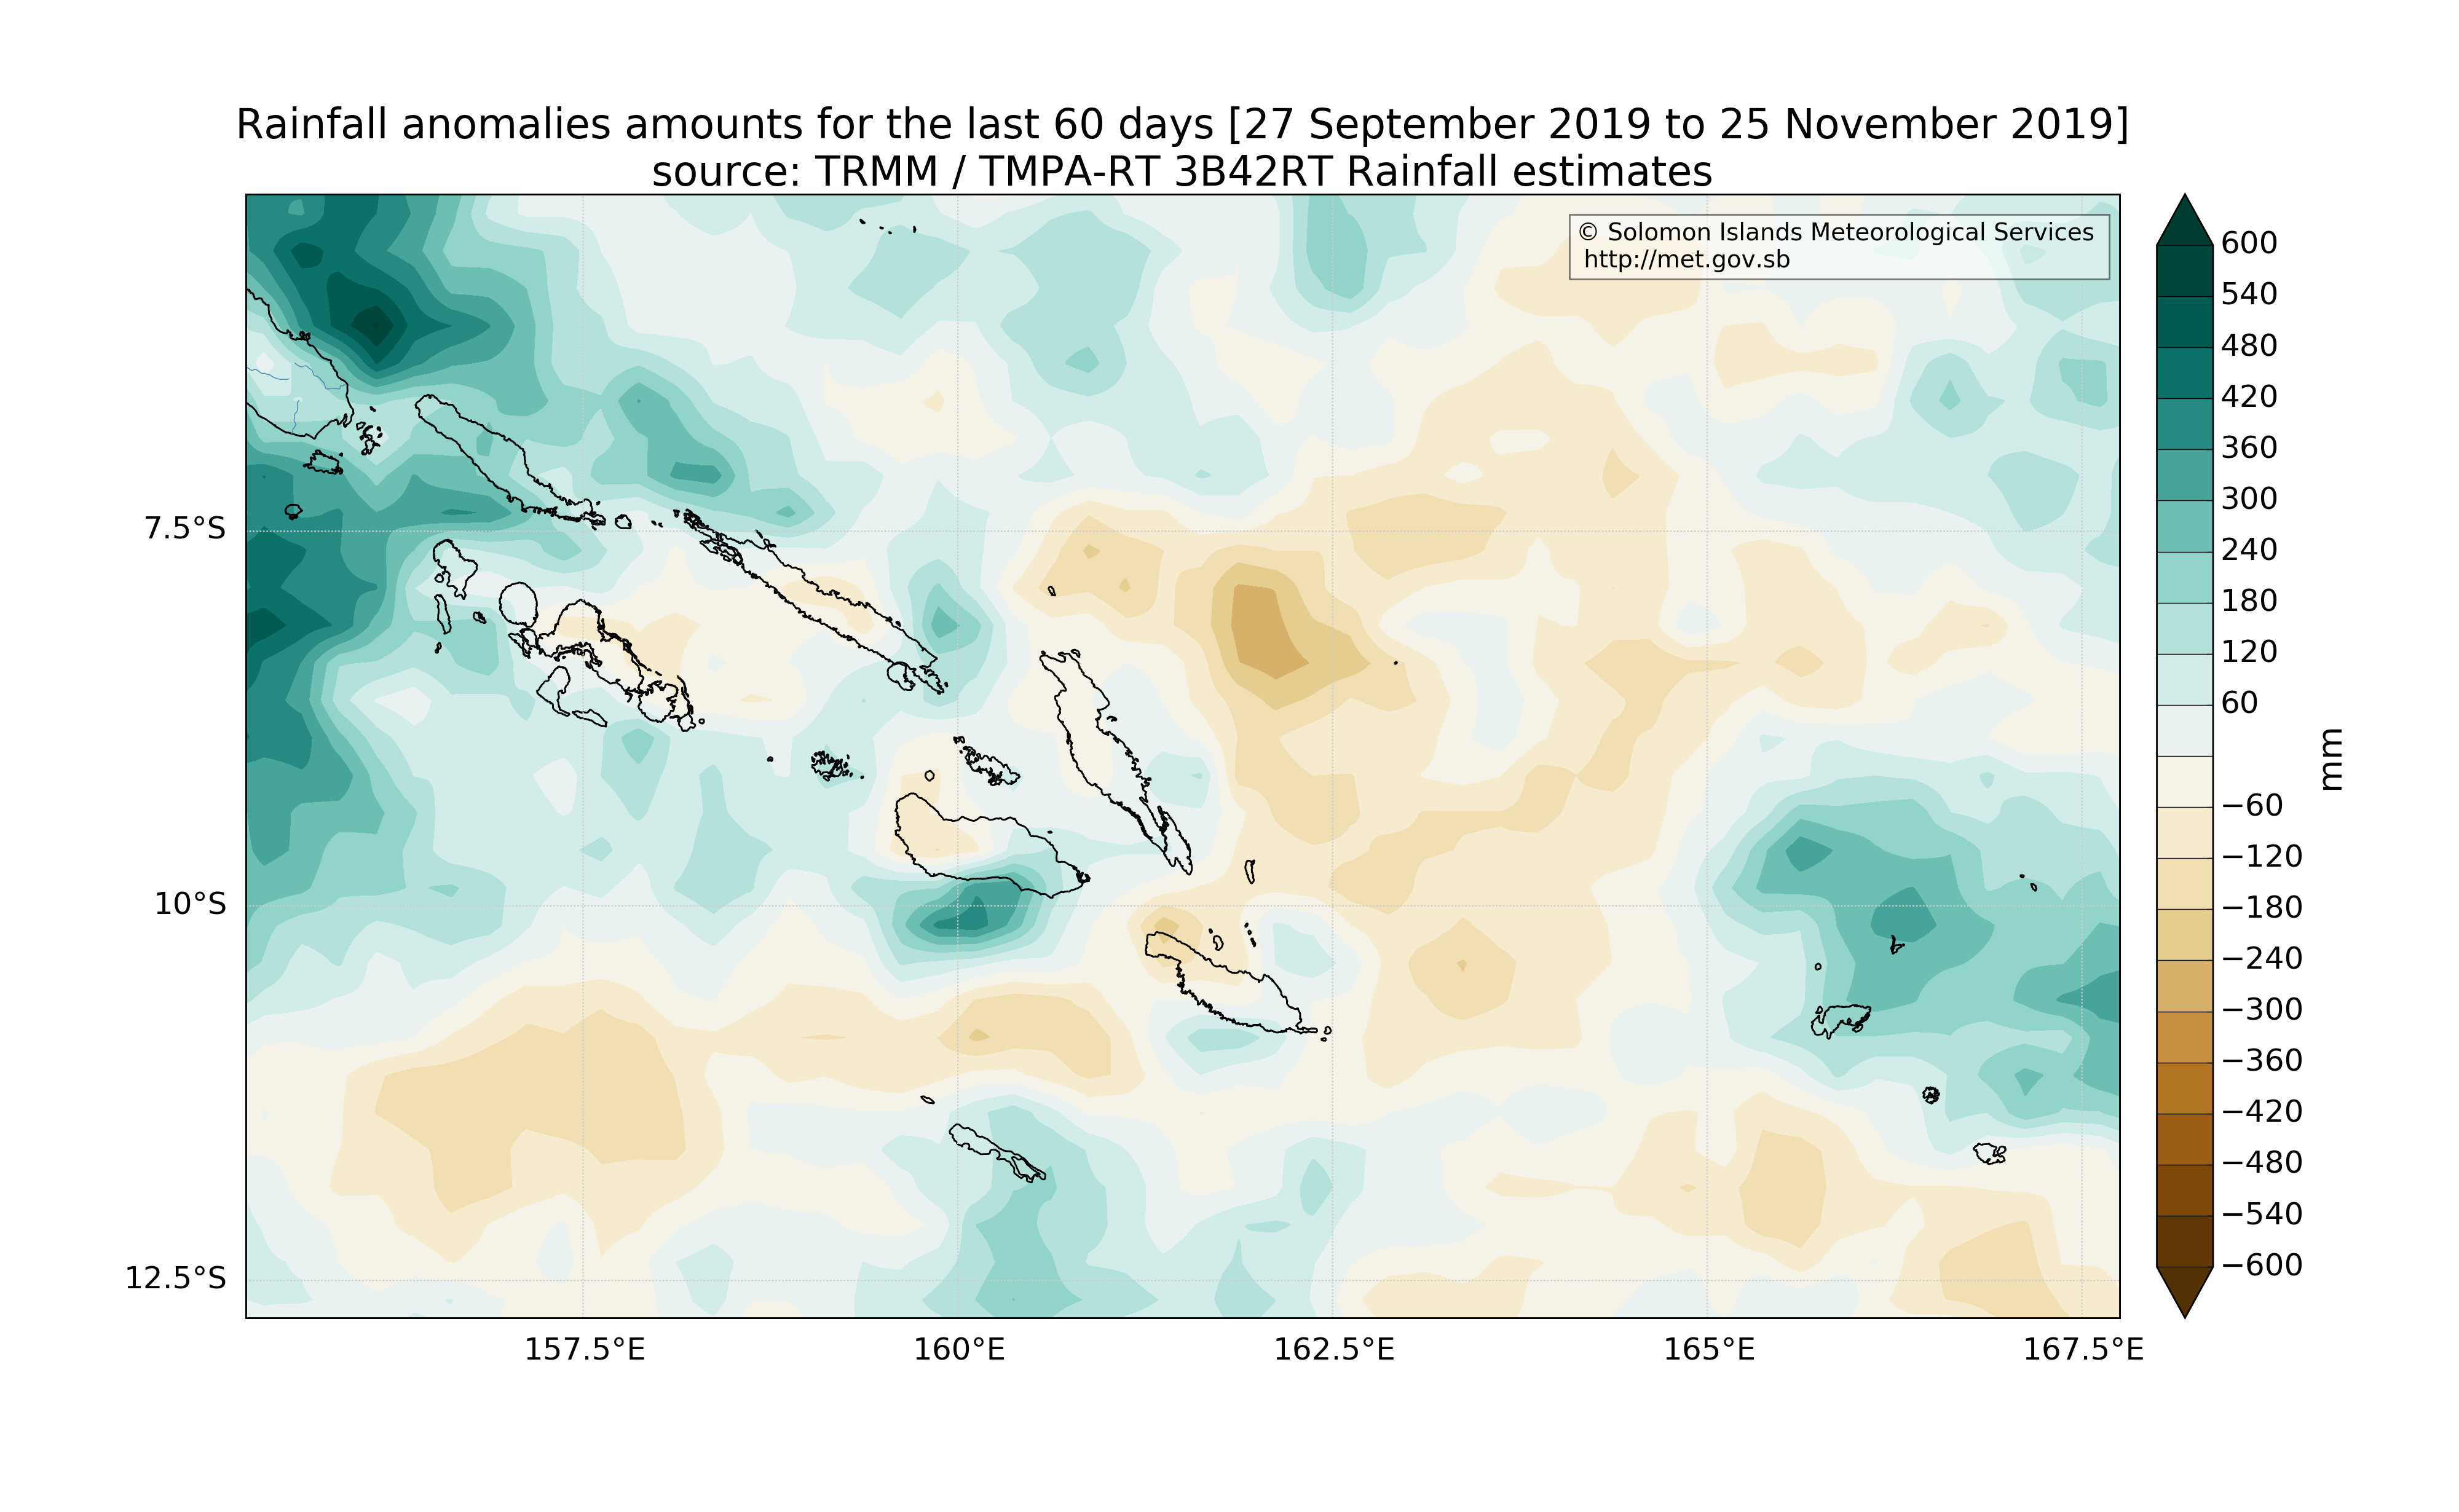 Rainfall anomalies amounts for the last 60 days [27 September 2019 to 25 November 2019]
source: TRMM / TMPA-RT 3B42RT Rainfall estimates
© Solomon Islands Meteorological Services
http://met.gov.sb
7.5°S
10°S
12.5°S
157.5°E
160°E
162.5°E
165°E
167.5°E
600
540
480
420
360
300
240
180
120
60
−60
−120
−180
−240
−300
−360
−420
−480
−540
−600
mm